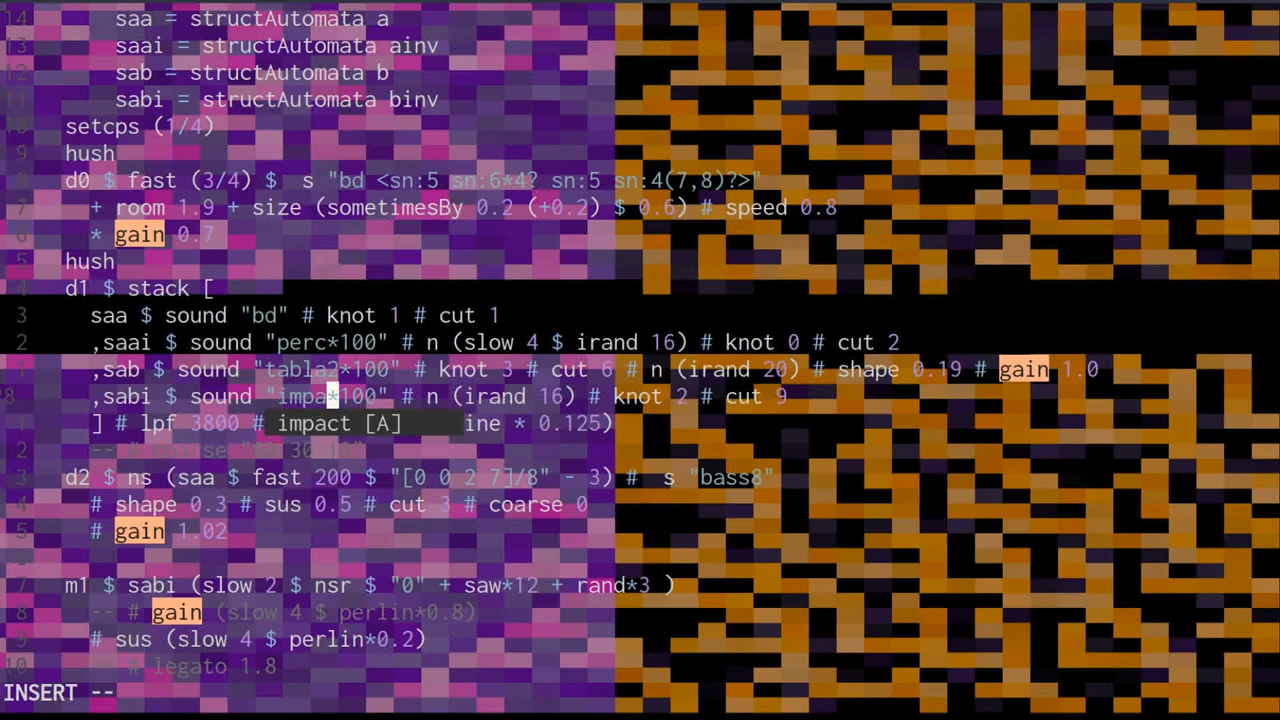 14 saa = structAutomata a
13 saai = structAutomata ainv
12 sab = structAutomata b
11 sabi = structAutomata binv
10 setcps (1/4)
9 hush
8 d0 $ fast (3/4) $  s "bd <sn:5 sn:6*4? sn:5 sn:4(7,8)?>"
7 + room 1.9 + size (sometimesBy 0.2 (+0.2) $ 0.6) # speed 0.8
6 * gain 0.7
5 hush
4 d1 $ stack [
3 saa $ sound "bd" # knot 1 # cut 1
2 ,saai $ sound "perc*100" # n (slow 4 $ irand 16) # knot 0 # cut 2
1 ,sab $ sound "tabla2*100" # knot 3 # cut 6 # n (irand 20) # shape 0.19 # gain 1.0
8 ,sabi $ sound "impa*100" # n (irand 16) # knot 2 # cut 9
1 ] # lpf 3800 # impact [A] ine * 0.125)
2 -- #
3 d2 $ ns (saa $ fast 200 $ "[0 0 2 7]/8" - 3) #  s "bass8"
4 # shape 0.3 # sus 0.5 # cut 3 # coarse 0
5 # gain 1.02
7 m1 $ sabi (slow 2 $ nsr $ "0" + saw*12 + rand*3 )
8 -- # gain (slow 4 $ perlin*0.8)
9 # sus (slow 4 $ perlin*0.2)
10 -- # legato 1.8
INSERT --